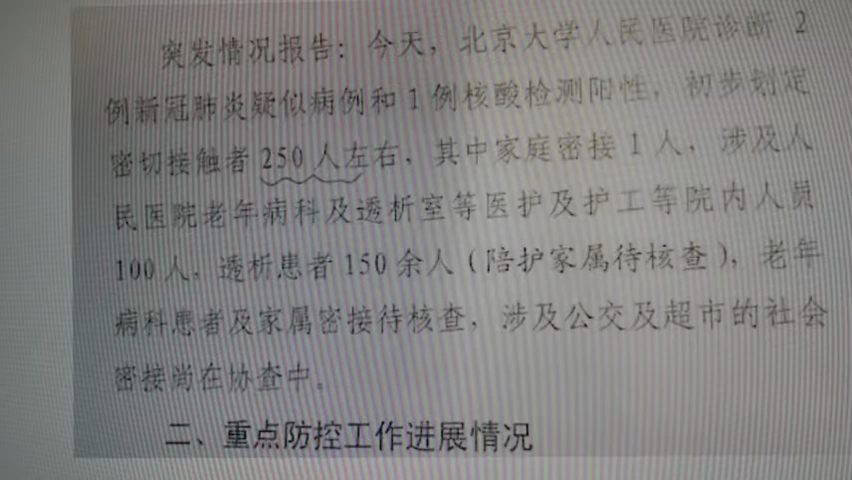 突发情况报告：今天，北京大学人民医院诊断 2
例新冠肺炎疑似病例和 1 例核酸检测阳性，初步划定
密切接触者 250 人左右，其中家庭密接 1 人，涉及人
民医院老年病科及透析室等医护及护工等院内人员
100 人，透析患者 150 余人（陪护家属待核查），老年
病科患者及家属密接待核查，涉及公交及超市的社会
密接尚在协查中。
二、重点防控工作进展情况